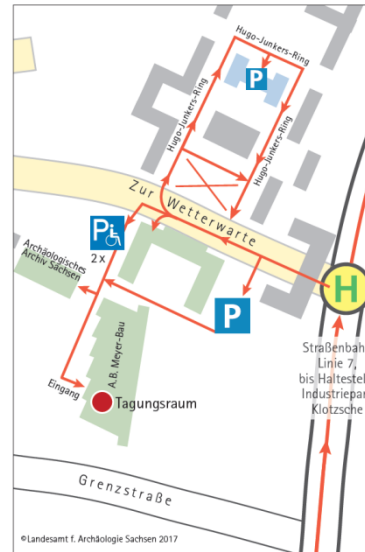 Hugo-Junkers-Ring
P
Hugo-Junkers-Ring
Hugo-Junkers-Ring
Zur Wetterwarte
P
2 x
Archäologisches
Archiv Sachsen
P
H
Straßenbah
Linie 7,
bis Haltestel
Industriepar
Klotzsche
A.B. Meyer-Bau
Eingang
Tagungsraum
Grenzstraße
©Landesamt f. Archäologie Sachsen 2017